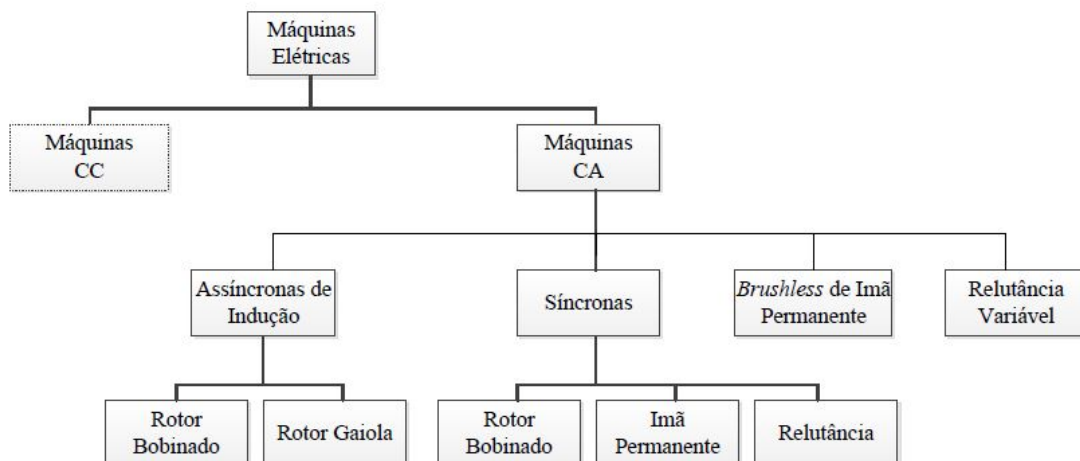 Máquinas
Elétricas
Máquinas
CC
Máquinas
CA
Assíncronas de
Indução
Síncronas
Brushless de Imã
Permanente
Relutância
Variável
Rotor
Bobinado
Rotor Gaiola
Rotor
Bobinado
Imã
Permanente
Relutância